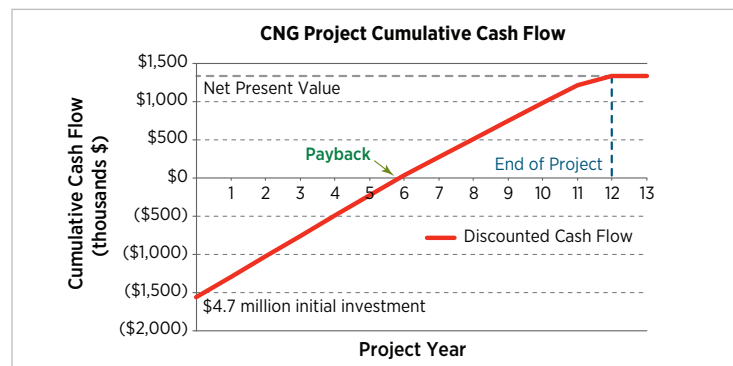 CNG Project Cumulative Cash Flow
Cumulative Cash Flow
(thousands $)
$1,500
$1,000
$500
$0
($500)
($1,000)
($1,500)
($2,000)
Net Present Value
Payback
End of Project
1 2 3 4 5 6 7 8 9 10 11 12 13
Discounted Cash Flow
$4.7 million initial investment
Project Year